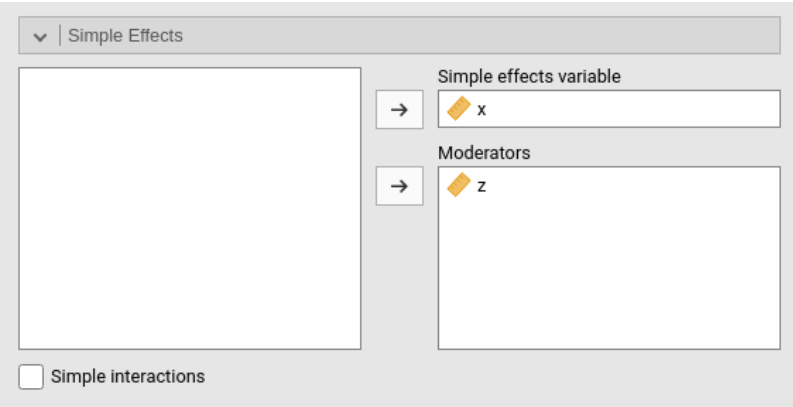 Simple Effects
Simple effects variable
x
Moderators
z
Simple interactions